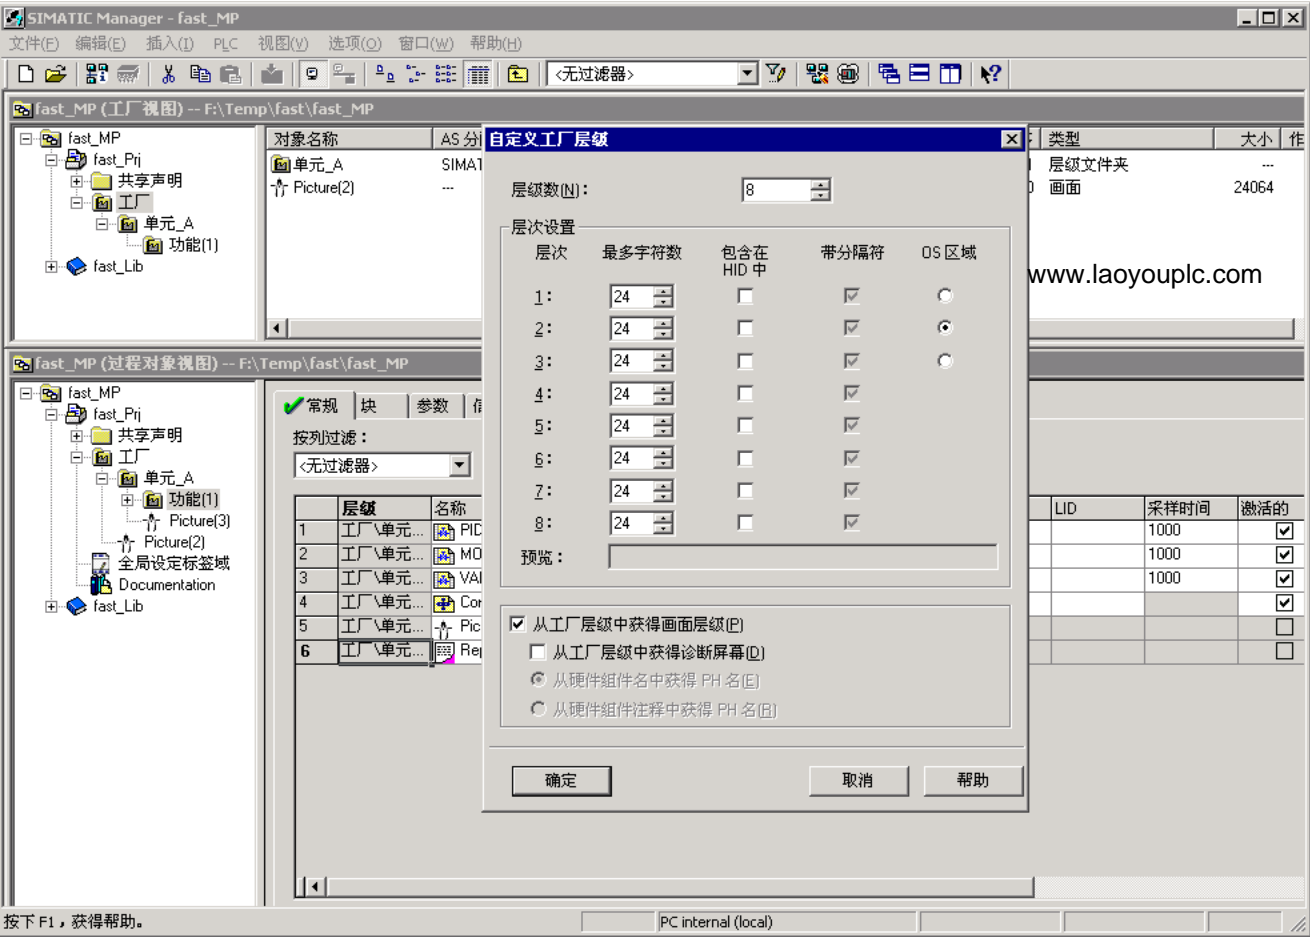 SIMATIC Manager - fast_MP
文件(F) 编辑(E) 插入(I) PLC 视图(V) 选项(O) 窗口(W) 帮助(H)
<无过滤器>
fast_MP (工厂视图) -- F:\Temp\fast\fast_MP
fast_MP
fast_Prj
共享声明
工厂
单元_A
功能(1)
fast_Lib
对象名称 AS 分 类型 大小 作
单元_A SIMAT 层级文件夹 ---
Picture(2) --- 画面 24064
www.laoyouplc.com
fast_MP (过程对象视图) -- F:\Temp\fast\fast_MP
fast_MP
fast_Prj
共享声明
工厂
单元_A
功能(1)
Picture(3)
Picture(2)
全局设定标签域
Documentation
fast_Lib
常规 块 参数
按列过滤：
<无过滤器>
层级 名称 LID 采样时间 激活的
1 工厂\单元... PID 1000
2 工厂\单元... MO 1000
3 工厂\单元... VAL 1000
4 工厂\单元... Cor
5 工厂\单元... Pic
6 工厂\单元... Rep
自定义工厂层级
层级数(N)： 8
层次设置
层次 最多字符数 包含在 HID 中 带分隔符 OS 区域
1： 24
2： 24
3： 24
4： 24
5： 24
6： 24
7： 24
8： 24
预览：
从工厂层级中获得画面层级(P)
从工厂层级中获得诊断屏幕(D)
从硬件组件名中获得 PH 名(E)
从硬件组件注释中获得 PH 名(R)
确定 取消 帮助
按下 F1，获得帮助。 PC internal (local)